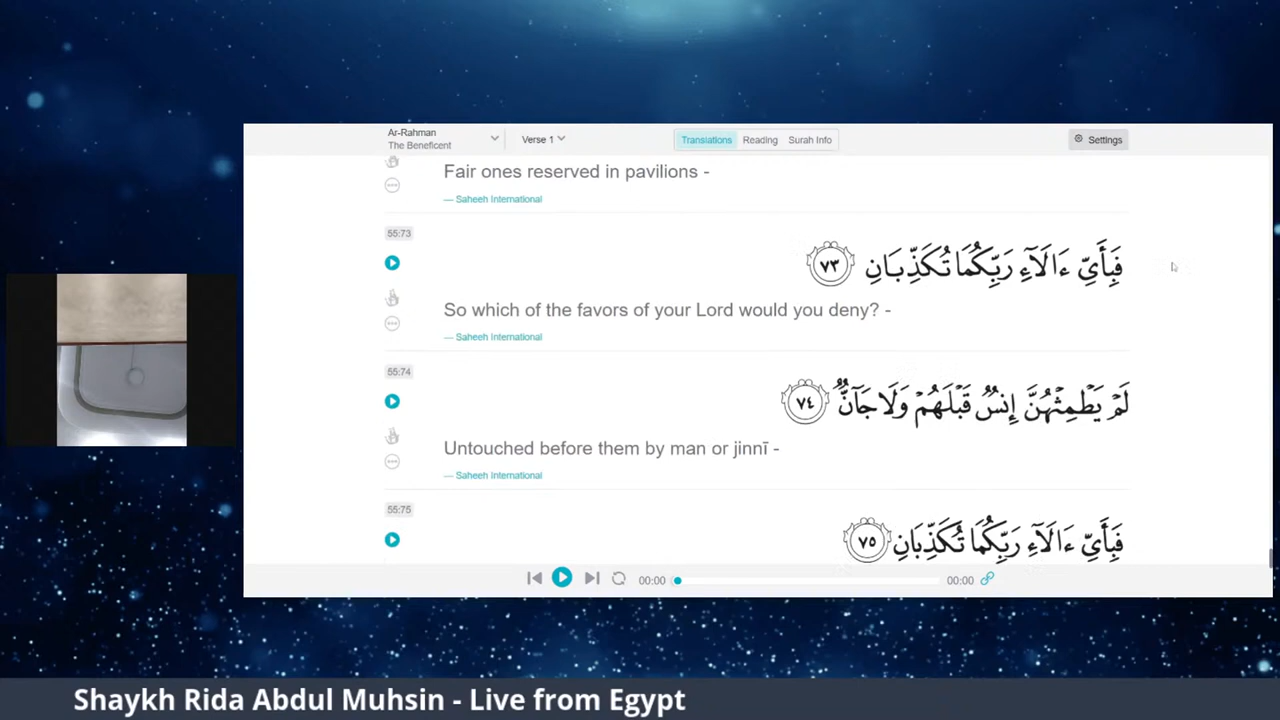 Ar-Rahman
The Beneficent
Verse 1
Translations
Reading
Surah Info
Settings
Fair ones reserved in pavilions -
— Saheeh International
55:73
فَبِأَىِّ ءَالَآءِ رَبِّكُمَا تُكَذِّبَانِ ٧٣
So which of the favors of your Lord would you deny? -
— Saheeh International
55:74
لَمْ يَطْمِثْهُنَّ إِنسٌ قَبْلَهُمْ وَلَا جَآنٌّ ٧٤
Untouched before them by man or jinnī -
— Saheeh International
55:75
فَبِأَىِّ ءَالَآءِ رَبِّكُمَا تُكَذِّبَانِ ٧٥
00:00
00:00
Shaykh Rida Abdul Muhsin - Live from Egypt